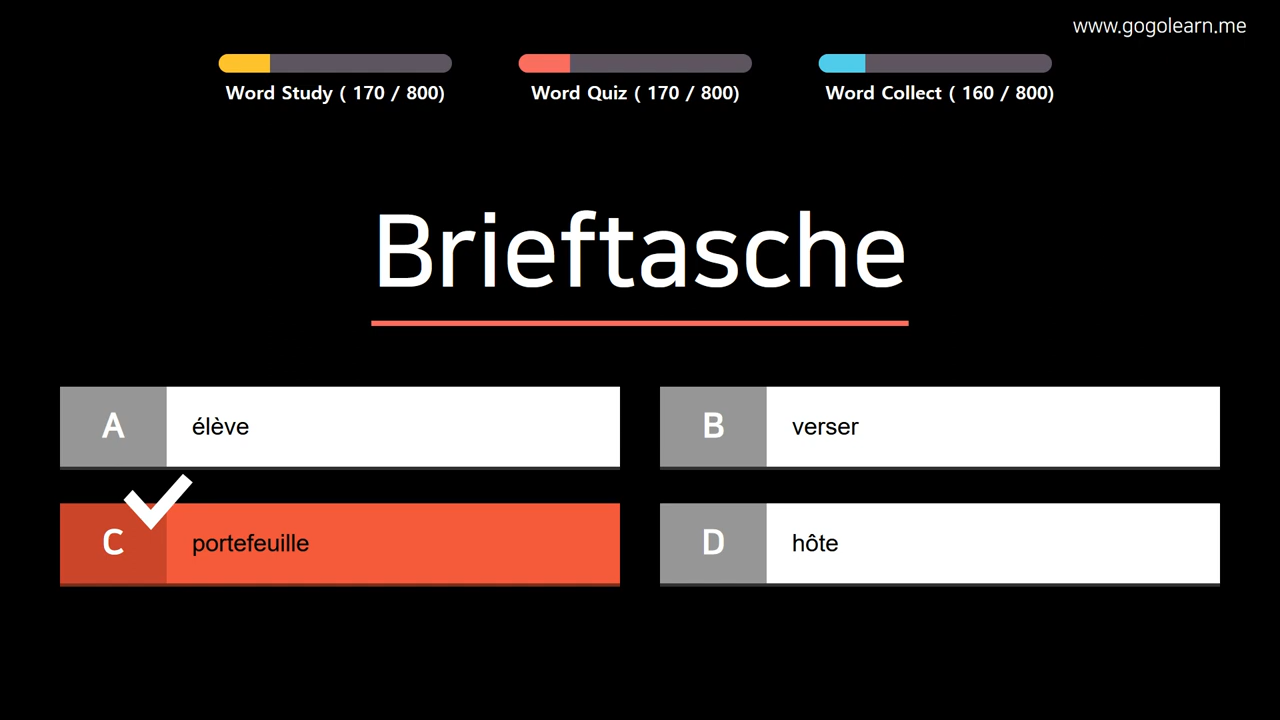 www.gogolearn.me
Word Study ( 170 / 800)
Word Quiz ( 170 / 800)
Word Collect ( 160 / 800)
Brieftasche
A élève
B verser
C portefeuille
D hôte